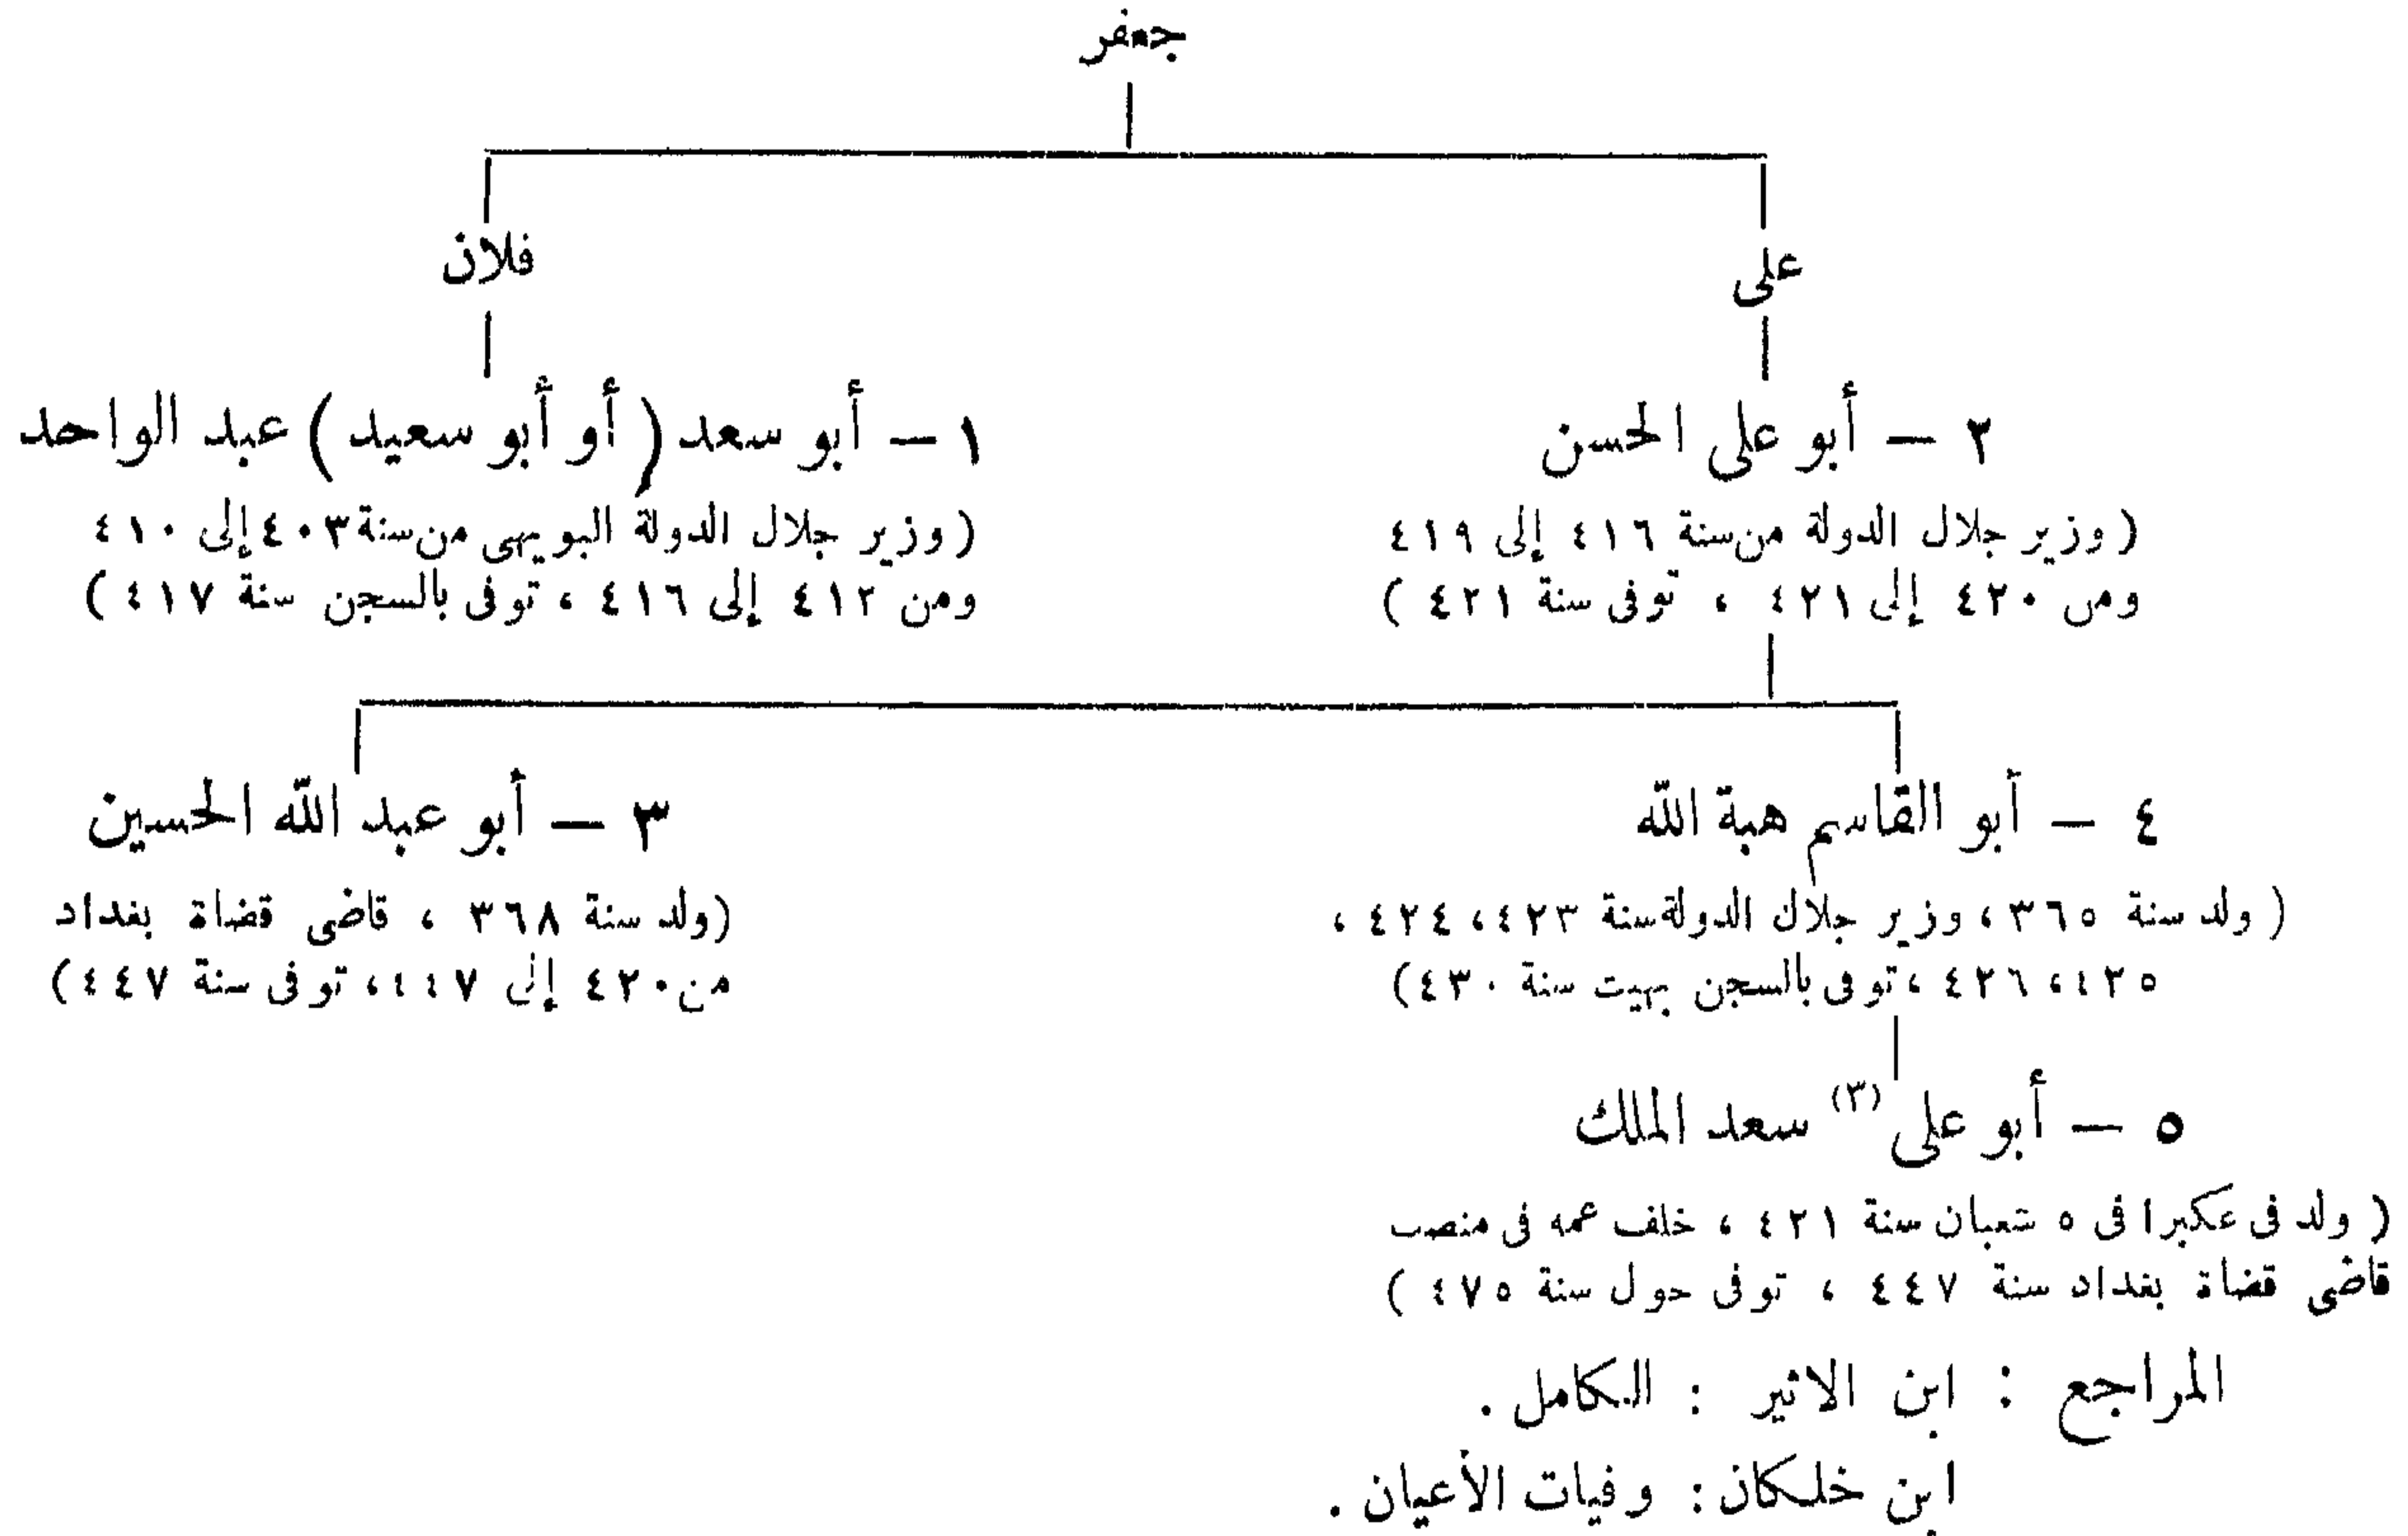 جعفر
على
فلان
٢ — أبو على الحسن
(وزير جلال الدولة من سنة ٤١٦ إلى ٤١٩
ومن ٤٢٠ إلى ٤٢١ ، توفى سنة ٤٢١ )
١ — أبو سعد ( أو أبو سعيد ) عبد الواحد
( وزير جلال الدولة البويهى من سنة ٤٠٣ إلى ٤١٠
ومن ٤١٢ إلى ٤١٦ ، توفى بالسجن سنة ٤١٧ )
٤ — أبو القاسم هبة الله
( ولد سنة ٣٦٥ ، وزير جلال الدولة سنة ٤٢٣ ، ٤٢٤ ،
٤٢٥ ، ٤٢٦ ، توفى بالسجن بهيت سنة ٤٣٠ )
٣ — أبو عبد الله الحسين
(ولد سنة ٣٦٨ ، قاضى قضاة بغداد
من ٤٢٠ إلى ٤٤٧ ، توفى سنة ٤٤٧ )
٥ — أبو على (٣) سعد الملك
( ولد فى عكبرا فى ٥ شعبان سنة ٤٢١ ، خلف عمه فى منصب
قاضى قضاة بغداد سنة ٤٤٧ ، توفى حول سنة ٤٧٥ )
المراجع : ابن الاثير : الكامل .
ابن خلكان : وفيات الأعيان .